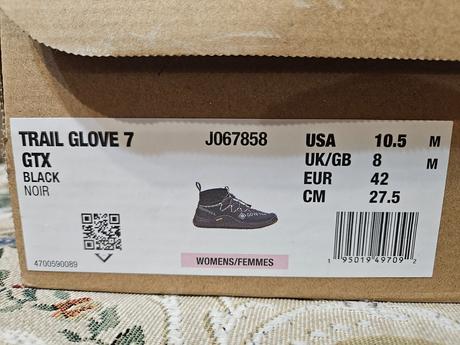 TRAIL GLOVE 7 J067858 USA 10.5 M
GTX UK/GB 8 M
BLACK EUR 42
NOIR CM 27.5
4700590089 WOMENS/FEMMES 1 95019 49709 2